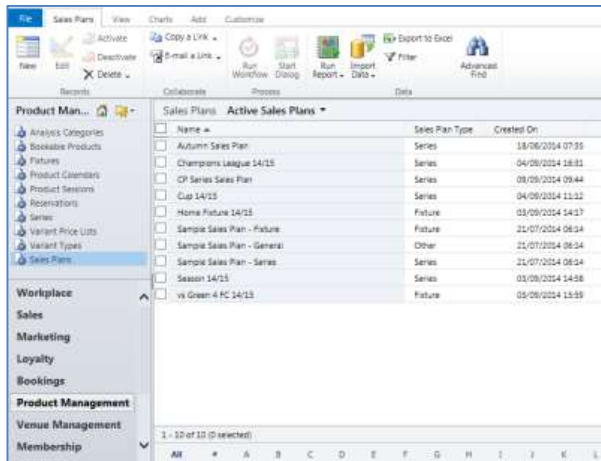 File Sales Plans View Charts Add Customize
New Edit Activate Deactivate Delete
Copy a Link E-mail a Link
Run Workflow Start Dialog
Run Report Import Data Export to Excel Filter Advanced Find
Records Collaborate Process Data
Product Man...
Analysis Categories
Bookable Products
Fixtures
Product Calendars
Product Sessions
Reservations
Series
Variant Price Lists
Variant Types
Sales Plans
Workplace
Sales
Marketing
Loyalty
Bookings
Product Management
Venue Management
Membership
Sales Plans Active Sales Plans
Name Sales Plan Type Created On
Autumn Sales Plan Series 18/06/2014 07:35
Champions League 14/15 Series 04/09/2014
CP Series Sales Plan Series 09/09/2014 09:44
Cup 14/15 Series 04/09/2014 11:12
Home Fixture 14/15 Fixture 03/09/2014 14:17
Sample Sales Plan - Fixture Fixture 21/07/2014 06:14
Sample Sales Plan - General Other 21/07/2014 06:14
Sample Sales Plan - Series Series 21/07/2014 06:14
Season 14/15 Series 03/09/2014 14:58
vs Green 4 FC 14/15 Fixture 03/09/2014 15:59
1 - 10 of 10 (0 selected)
All # A B C D E F G H I J K L